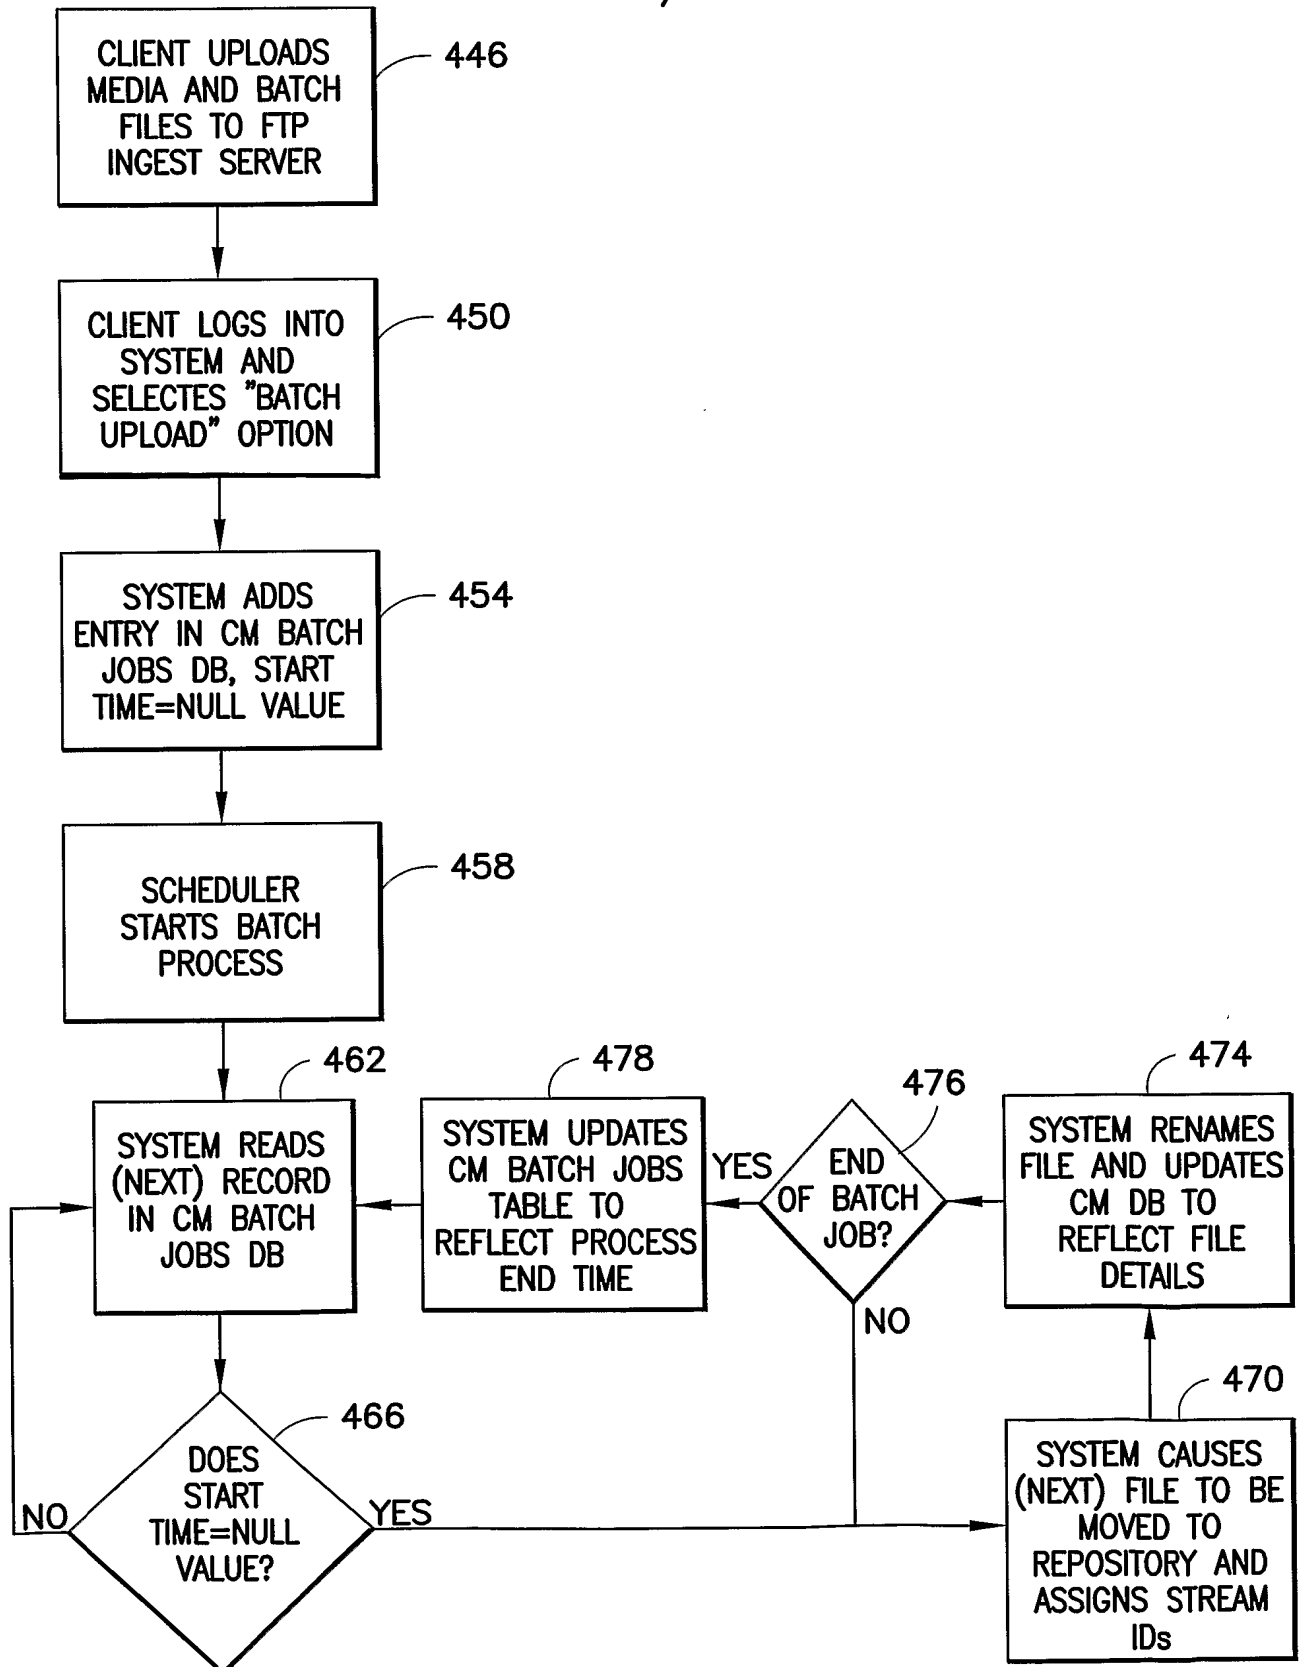 CLIENT UPLOADS
MEDIA AND BATCH
FILES TO FTP
INGEST SERVER
446
CLIENT LOGS INTO
SYSTEM AND
SELECTES "BATCH
UPLOAD" OPTION
450
SYSTEM ADDS
ENTRY IN CM BATCH
JOBS DB, START
TIME=NULL VALUE
454
SCHEDULER
STARTS BATCH
PROCESS
458
SYSTEM READS
(NEXT) RECORD
IN CM BATCH
JOBS DB
462
SYSTEM UPDATES
CM BATCH JOBS
TABLE TO
REFLECT PROCESS
END TIME
478
YES
END
OF BATCH
JOB?
476
NO
SYSTEM RENAMES
FILE AND UPDATES
CM DB TO
REFLECT FILE
DETAILS
474
DOES
START
TIME=NULL
VALUE?
466
NO
YES
SYSTEM CAUSES
(NEXT) FILE TO BE
MOVED TO
REPOSITORY AND
ASSIGNS STREAM
IDs
470